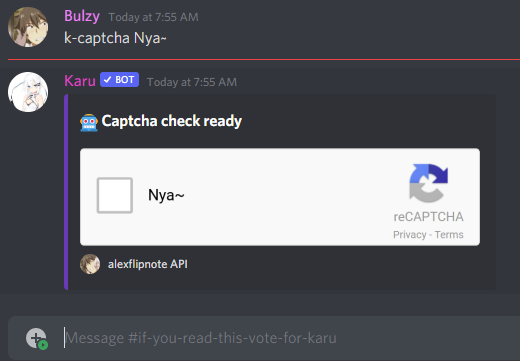 Bulzy Today at 7:55 AM
k-captcha Nya~
Karu BOT Today at 7:55 AM
Captcha check ready
Nya~
reCAPTCHA
Privacy · Terms
alexflipnote API
Message #if-you-read-this-vote-for-karu